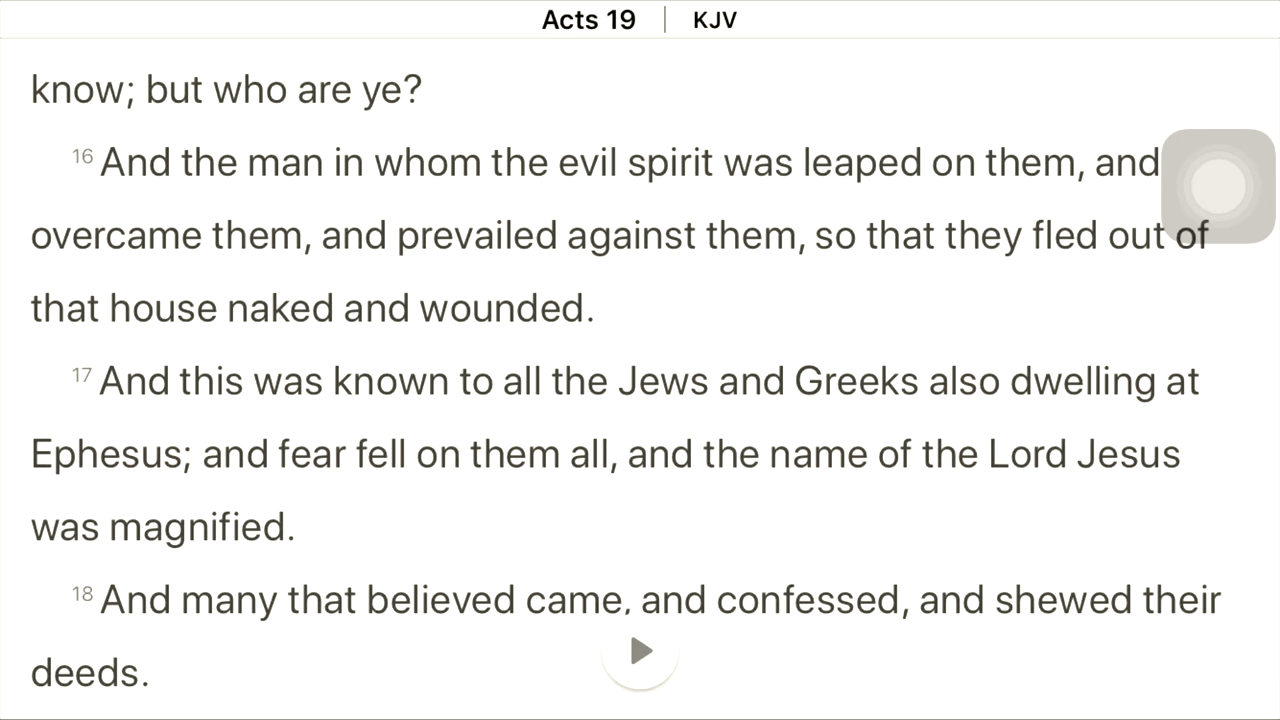 Acts 19 | KJV
know; but who are ye?
16 And the man in whom the evil spirit was leaped on them, and
overcame them, and prevailed against them, so that they fled out of
that house naked and wounded.
17 And this was known to all the Jews and Greeks also dwelling at
Ephesus; and fear fell on them all, and the name of the Lord Jesus
was magnified.
18 And many that believed came, and confessed, and shewed their
deeds.